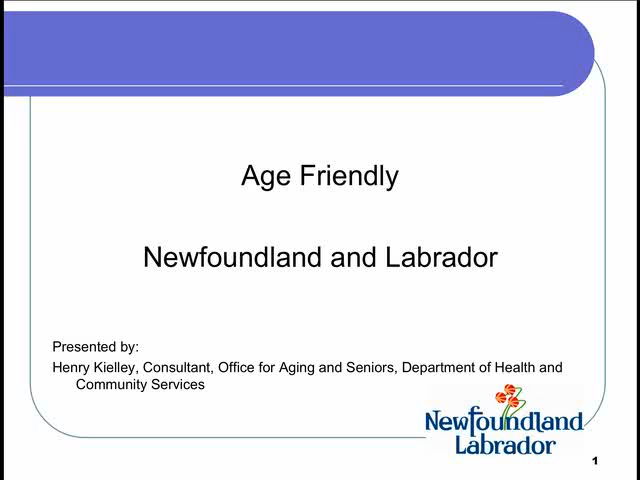 Age Friendly
Newfoundland and Labrador
Presented by:
Henry Kielley, Consultant, Office for Aging and Seniors, Department of Health and
Community Services
Newfoundland
Labrador
1